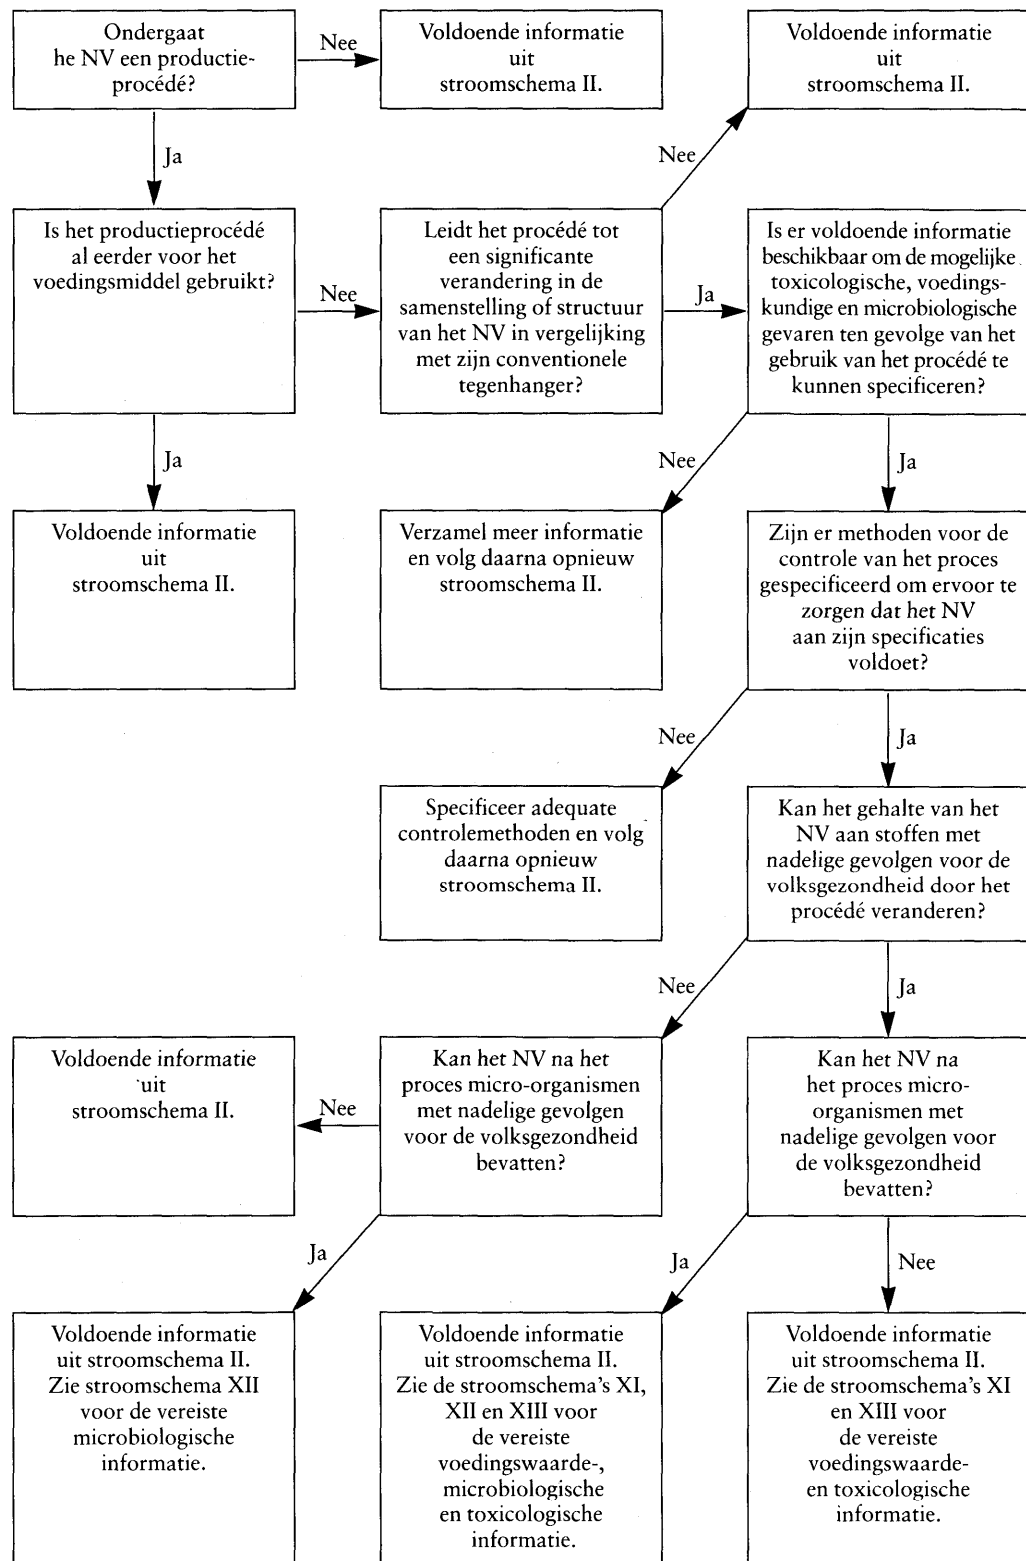 Ondergaat
he NV een productie-
procédé?
Nee
Voldoende informatie
uit
stroomschema II.
Voldoende informatie
uit
stroomschema II.
Ja
Nee
Is het productieprocédé
al eerder voor het
voedingsmiddel gebruikt?
Nee
Leidt het procédé tot
een significante
verandering in de
samenstelling of structuur
van het NV in vergelijking
met zijn conventionele
tegenhanger?
Ja
Is er voldoende informatie
beschikbaar om de mogelijke
toxicologische, voedings-
kundige en microbiologische
gevaren ten gevolge van het
gebruik van het procédé te
kunnen specificeren?
Ja
Nee
Ja
Voldoende informatie
uit
stroomschema II.
Verzamel meer informatie
en volg daarna opnieuw
stroomschema II.
Zijn er methoden voor de
controle van het proces
gespecificeerd om ervoor te
zorgen dat het NV
aan zijn specificaties
voldoet?
Nee
Ja
Specificeer adequate
controlemethoden en volg
daarna opnieuw
stroomschema II.
Kan het gehalte van het
NV aan stoffen met
nadelige gevolgen voor de
volksgezondheid door het
procédé veranderen?
Nee
Ja
Voldoende informatie
uit
stroomschema II.
Nee
Kan het NV na het
proces micro-organismen
met nadelige gevolgen
voor de volksgezondheid
bevatten?
Kan het NV na
het proces micro-
organismen met
nadelige gevolgen voor
de volksgezondheid
bevatten?
Ja
Ja
Nee
Voldoende informatie
uit stroomschema II.
Zie stroomschema XII
voor de vereiste
microbiologische
informatie.
Voldoende informatie
uit stroomschema II.
Zie de stroomschema's XI,
XII en XIII voor
de vereiste
voedingswaarde-,
microbiologische
en toxicologische
informatie.
Voldoende informatie
uit stroomschema II.
Zie de stroomschema's XI
en XIII voor
de vereiste
voedingswaarde-
en toxicologische
informatie.